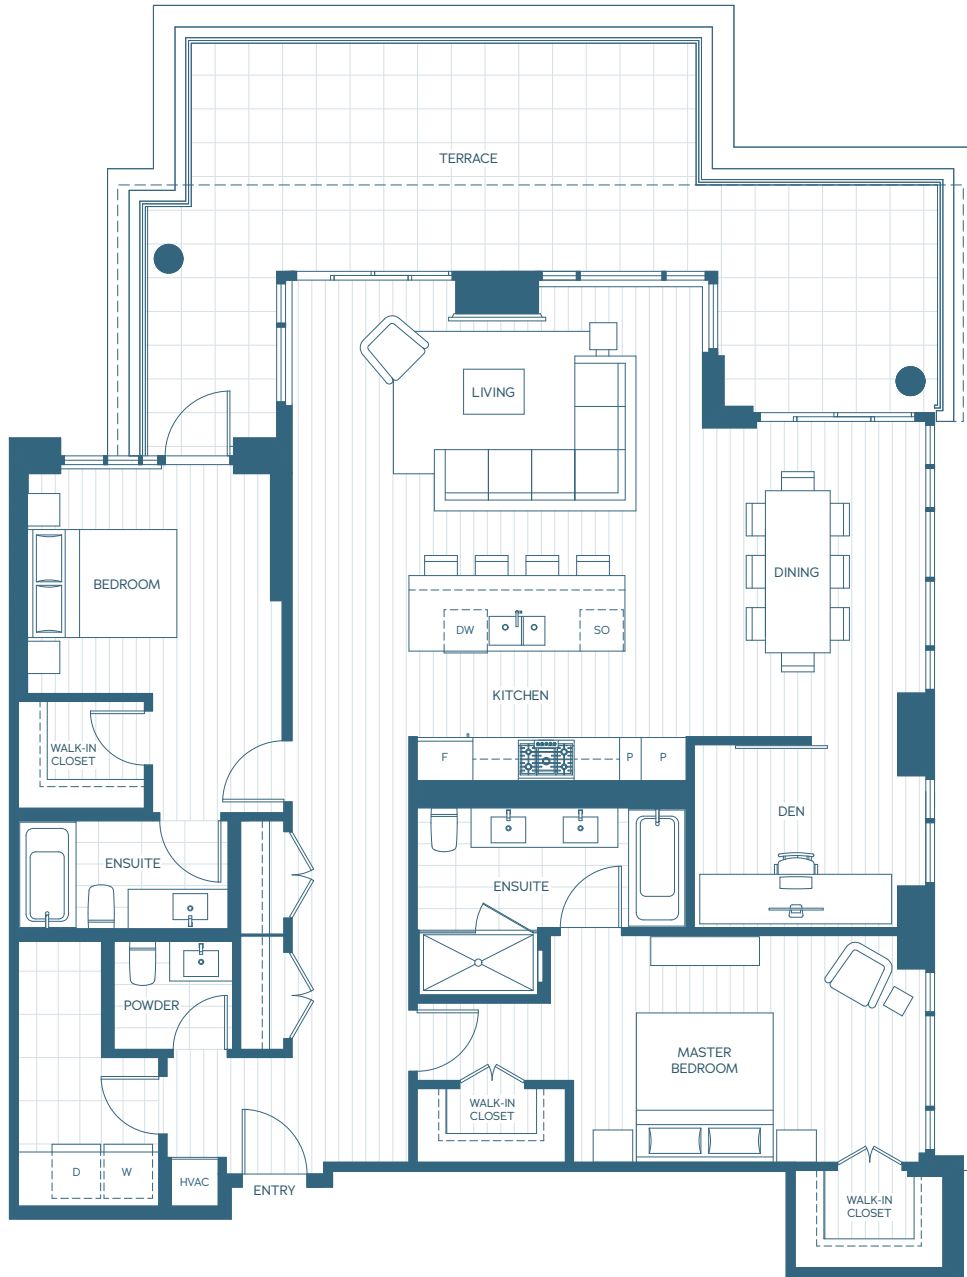 TERRACE
LIVING
BEDROOM
DINING
DW
SO
KITCHEN
WALK-IN
CLOSET
F
P
P
DEN
ENSUITE
ENSUITE
POWDER
MASTER
BEDROOM
WALK-IN
CLOSET
D
W
HVAC
ENTRY
WALK-IN
CLOSET